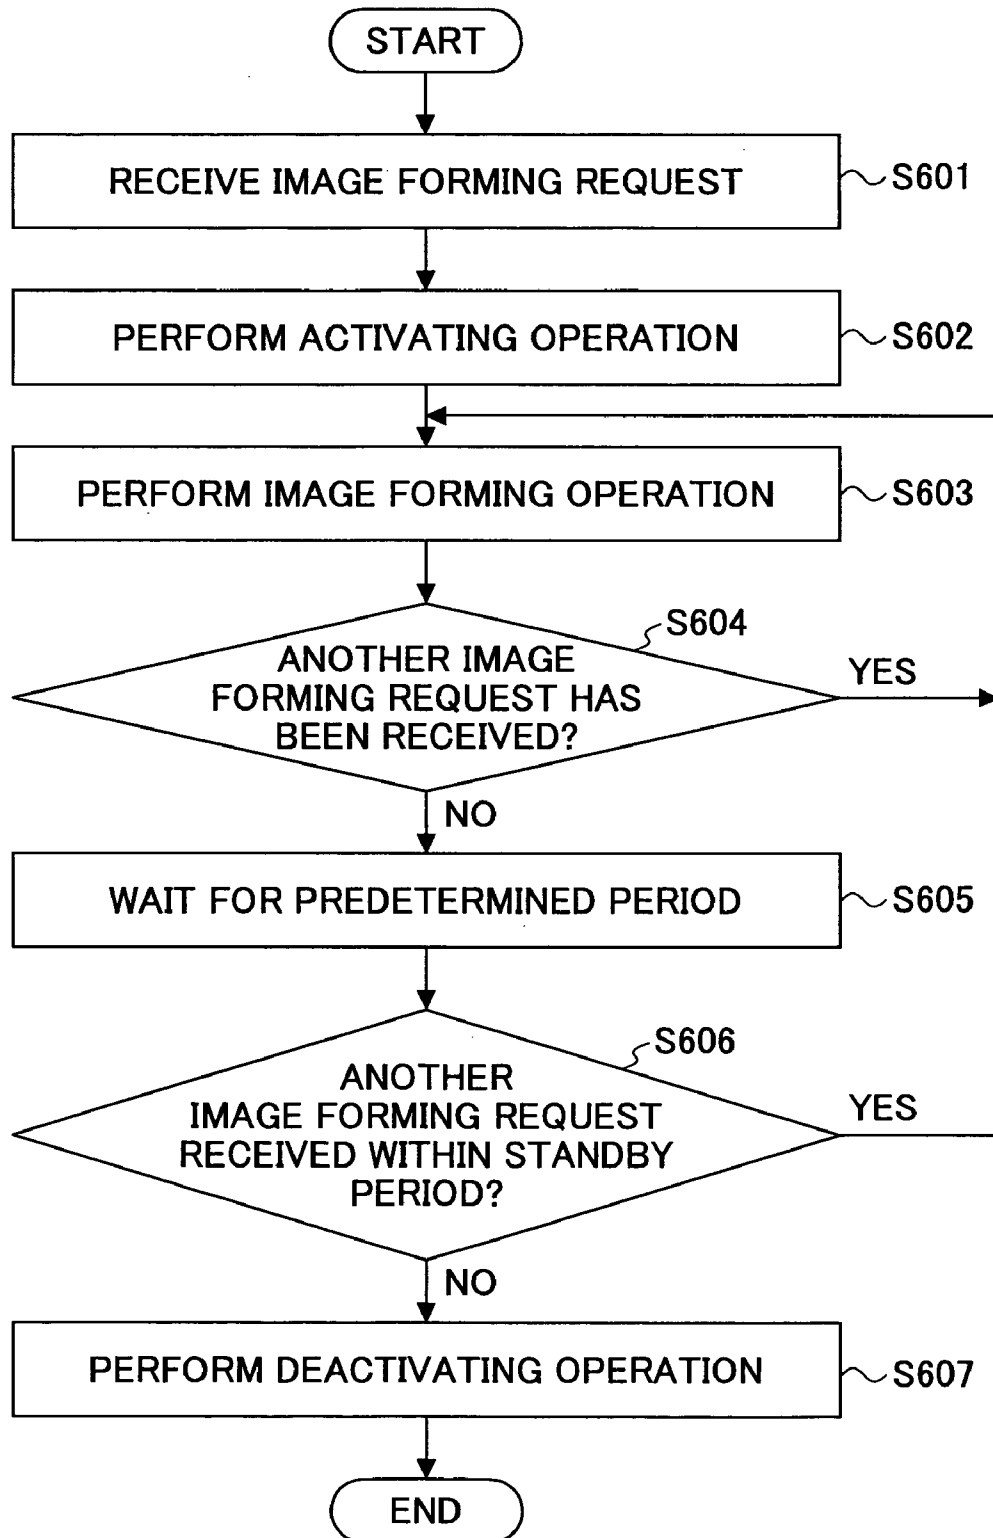 START
RECEIVE IMAGE FORMING REQUEST
S601
PERFORM ACTIVATING OPERATION
S602
PERFORM IMAGE FORMING OPERATION
S603
S604
ANOTHER IMAGE
FORMING REQUEST HAS
BEEN RECEIVED?
YES
NO
WAIT FOR PREDETERMINED PERIOD
S605
S606
ANOTHER
IMAGE FORMING REQUEST
RECEIVED WITHIN STANDBY
PERIOD?
YES
NO
PERFORM DEACTIVATING OPERATION
S607
END